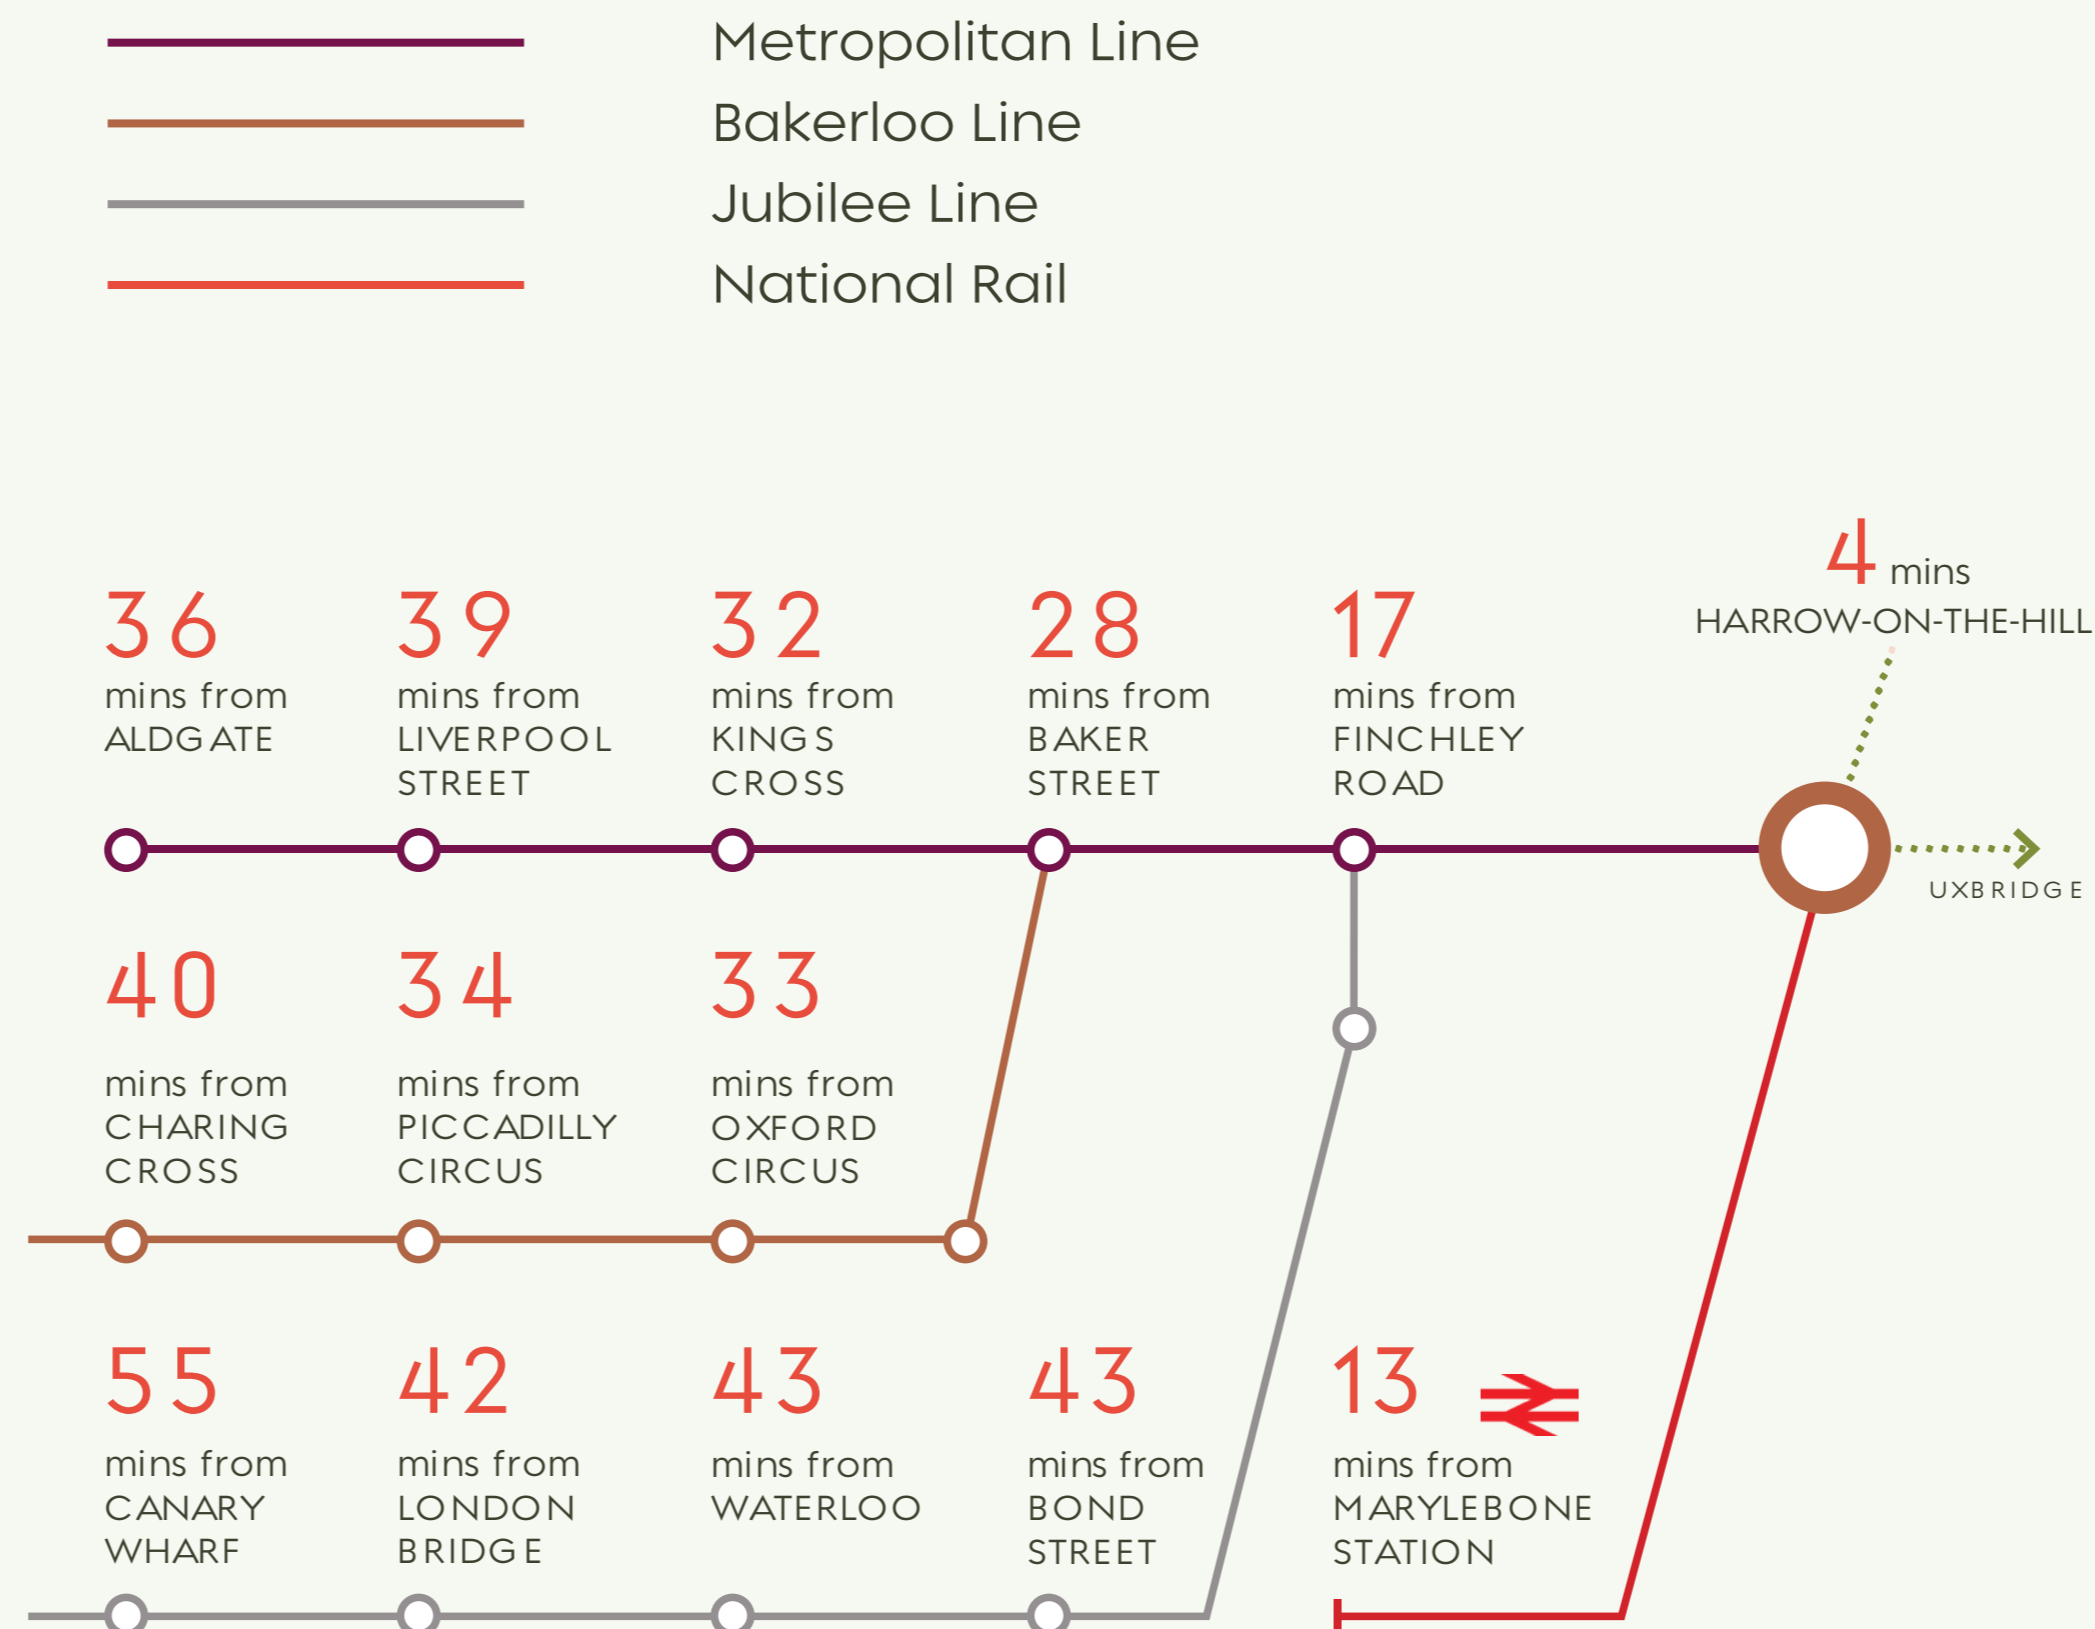 Metropolitan Line
Bakerloo Line
Jubilee Line
National Rail
4 mins
HARROW-ON-THE-HILL
36
mins from
ALDGATE
39
mins from
LIVERPOOL
STREET
32
mins from
KINGS
CROSS
28
mins from
BAKER
STREET
17
mins from
FINCHLEY
ROAD
UXBRIDGE
40
mins from
CHARING
CROSS
34
mins from
PICCADILLY
CIRCUS
33
mins from
OXFORD
CIRCUS
55
mins from
CANARY
WHARF
42
mins from
LONDON
BRIDGE
43
mins from
WATERLOO
43
mins from
BOND
STREET
13
mins from
MARYLEBONE
STATION